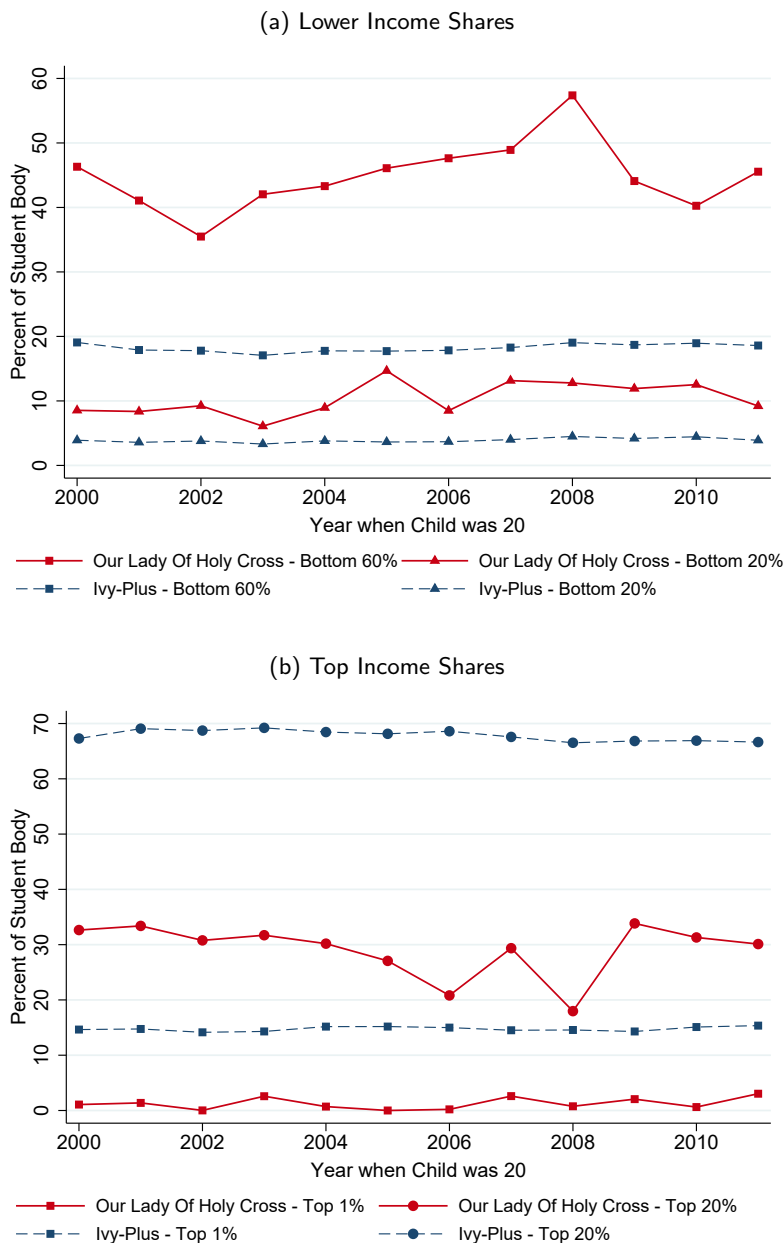 (a) Lower Income Shares
Percent of Student Body
60
50
40
30
20
10
0
2000 2002 2004 2006 2008 2010
Year when Child was 20
Our Lady Of Holy Cross - Bottom 60% Our Lady Of Holy Cross - Bottom 20%
Ivy-Plus - Bottom 60% Ivy-Plus - Bottom 20%
(b) Top Income Shares
Percent of Student Body
70
60
50
40
30
20
10
0
2000 2002 2004 2006 2008 2010
Year when Child was 20
Our Lady Of Holy Cross - Top 1% Our Lady Of Holy Cross - Top 20%
Ivy-Plus - Top 1% Ivy-Plus - Top 20%